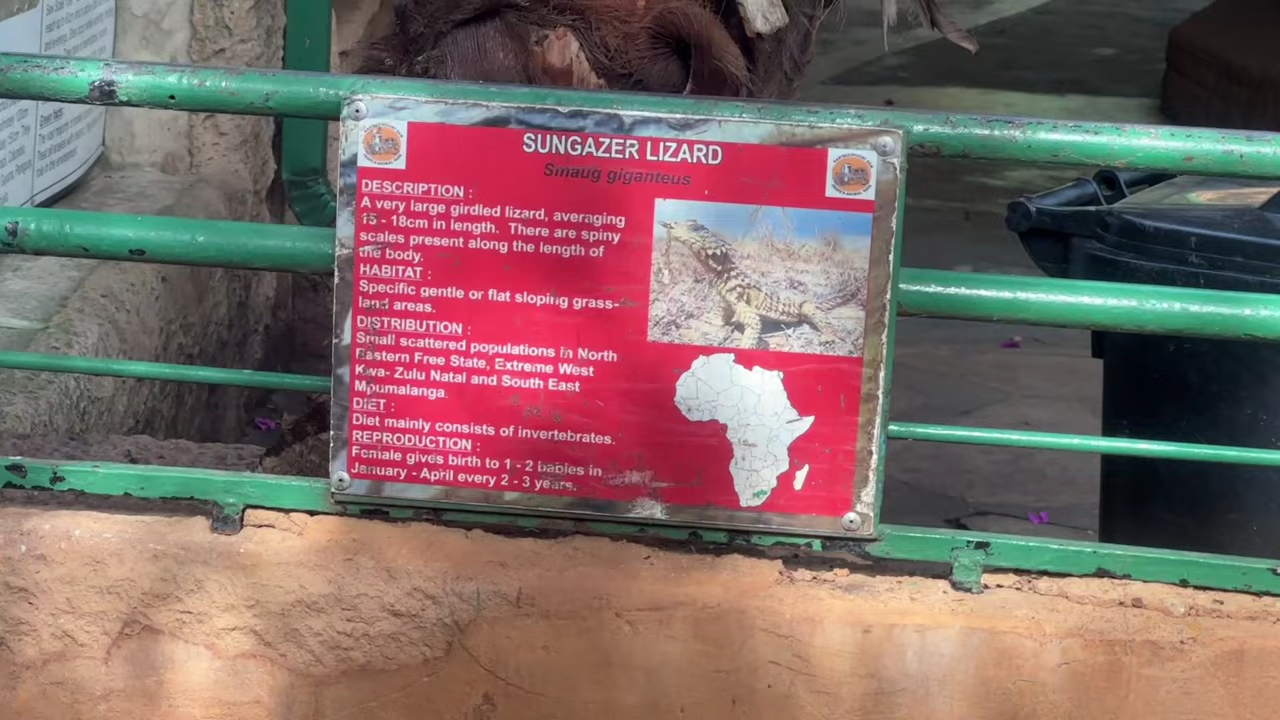 SUNGAZER LIZARD
Smaug giganteus
DESCRIPTION :
A very large girdled lizard, averaging
15 - 18cm in length. There are spiny
scales present along the length of
the body.
HABITAT :
Specific gentle or flat sloping grass-
land areas.
DISTRIBUTION :
Small scattered populations in North
Eastern Free State, Extreme West
Kwa- Zulu Natal and South East
Mpumalanga.
DIET :
Diet mainly consists of invertebrates.
REPRODUCTION :
Female gives birth to 1 - 2 babies in
January - April every 2 - 3 years.